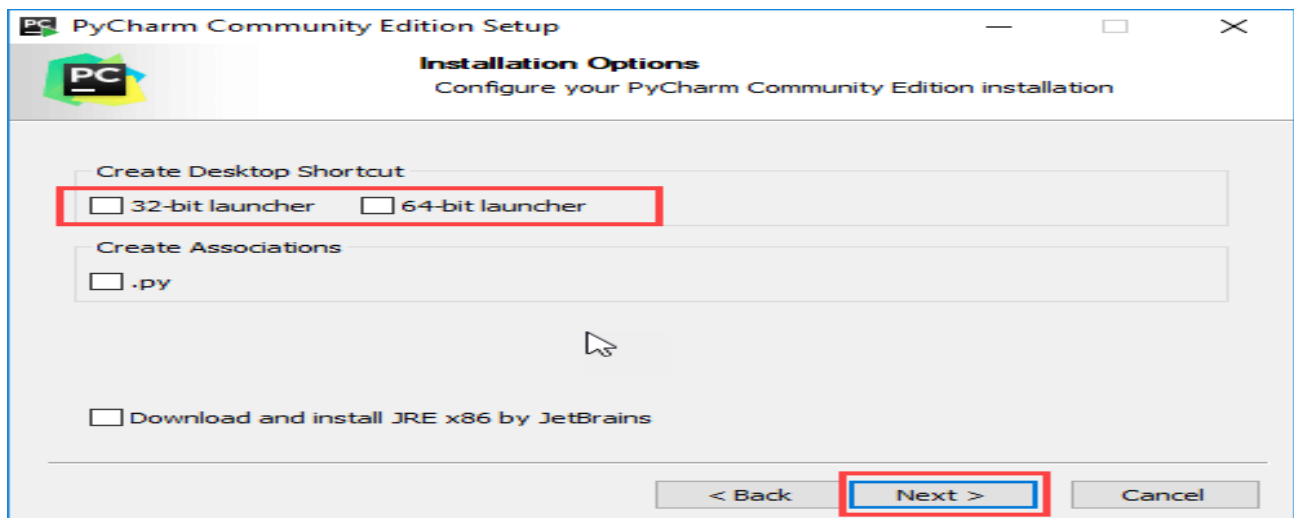 PC PyCharm Community Edition Setup
PC
Installation Options
Configure your PyCharm Community Edition installation
Create Desktop Shortcut
32-bit launcher 64-bit launcher
Create Associations
.py
Download and install JRE x86 by JetBrains
< Back Next > Cancel